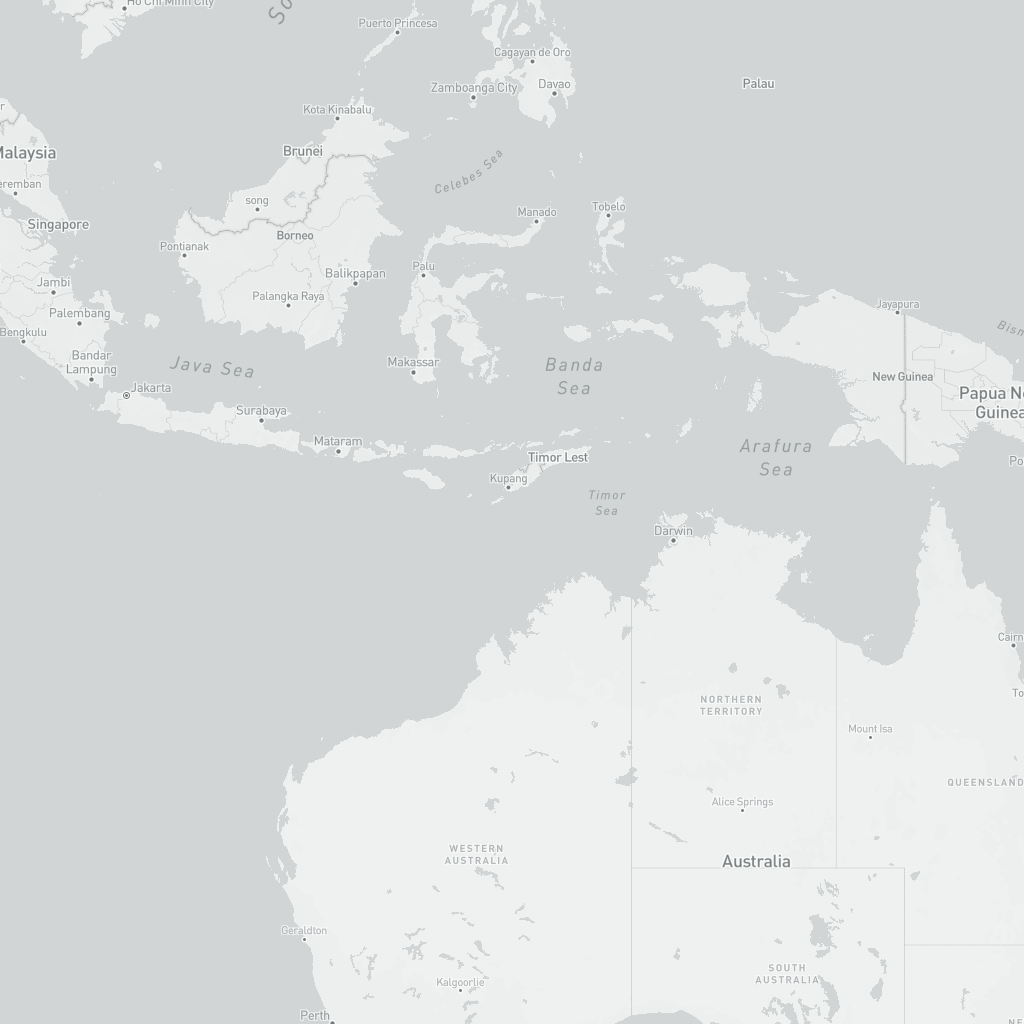 Ho Chi Minh City
So
Puerto Princesa
Cagayan de Oro
Zamboanga City
Davao
Palau
Kota Kinabalu
Malaysia
Brunei
Celebes Sea
eremban
song
Tobelo
Manado
Singapore
Borneo
Pontianak
Palu
Balikpapan
Jambi
Palangka Raya
Jayapura
Palembang
Bengkulu
Bism
Bandar
Lampung
Java Sea
Makassar
Banda
Sea
New Guinea
Jakarta
Papua Ne
Guinea
Surabaya
Mataram
Arafura
Sea
Timor Lest
Po
Kupang
Timor
Sea
Darwin
Cairn
To
NORTHERN
TERRITORY
Mount Isa
QUEENSLAND
Alice Springs
WESTERN
AUSTRALIA
Australia
Geraldton
SOUTH
AUSTRALIA
Kalgoorlie
Perth
NE